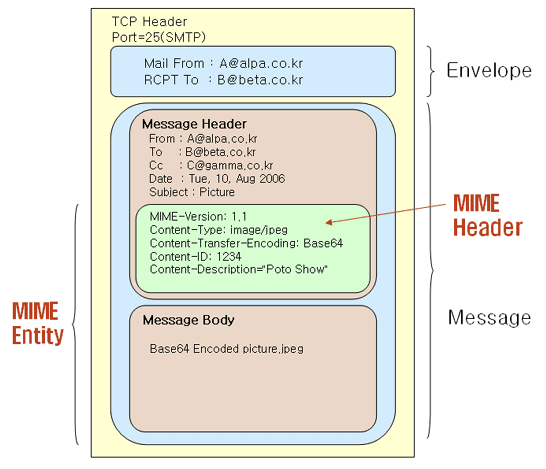 TCP Header
Port=25(SMTP)
Mail From : A@alpa.co.kr
RCPT To : B@beta.co.kr
Envelope
Message Header
From : A@alpa.co.kr
To : B@beta.co.kr
Cc : C@gamma.co.kr
Date : Tue, 10, Aug 2006
Subject : Picture
MIME-Version: 1.1
Content-Type: image/jpeg
Content-Transfer-Encoding: Base64
Content-ID: 1234
Content-Description="Poto Show"
MIME
Header
MIME
Entity
Message
Message Body
Base64 Encoded picture.jpeg